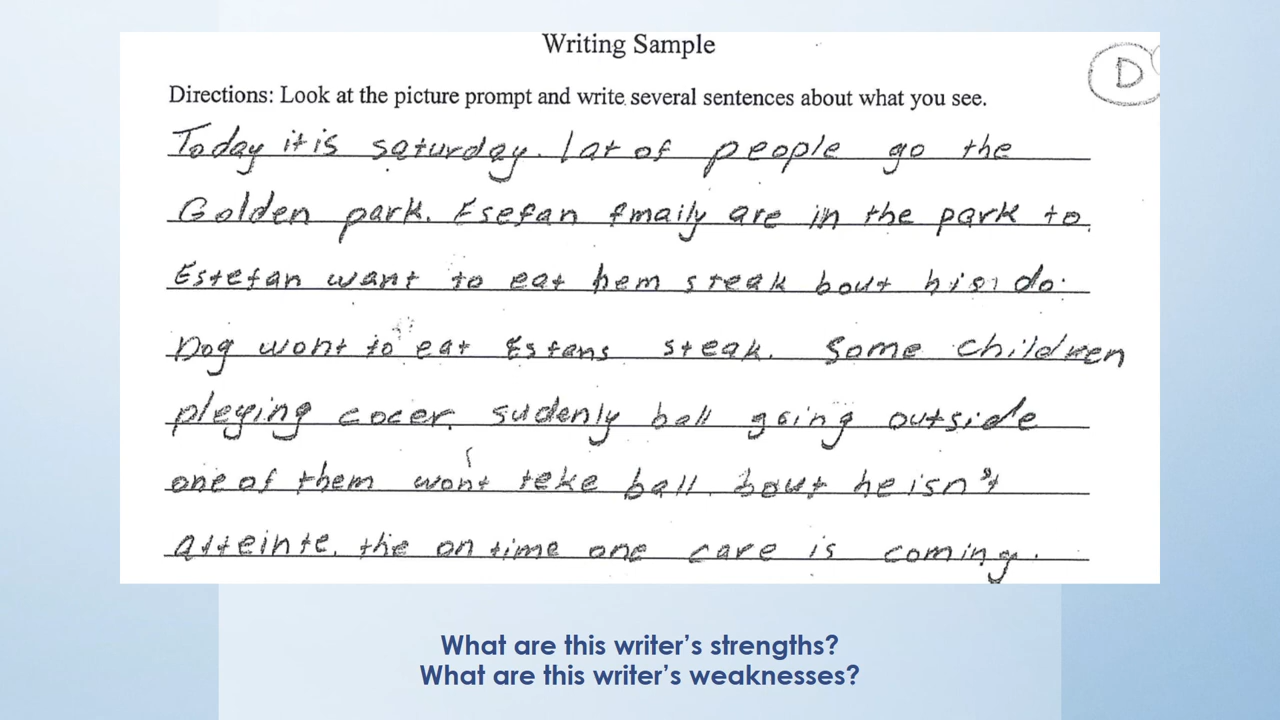 Writing Sample
D
Directions: Look at the picture prompt and write several sentences about what you see.
Today it is saturday. lat of people go the
Golden park. Esefan fmaily are in the park to.
Estefan want to eat hem steak bout his do.
Dog wont to eat Esfans steak. Some children
pleying cocer. sudenly ball going outside
one of them wont teke ball. bout he isn't
atteinte. the on time one care is coming.
What are this writer's strengths?
What are this writer's weaknesses?